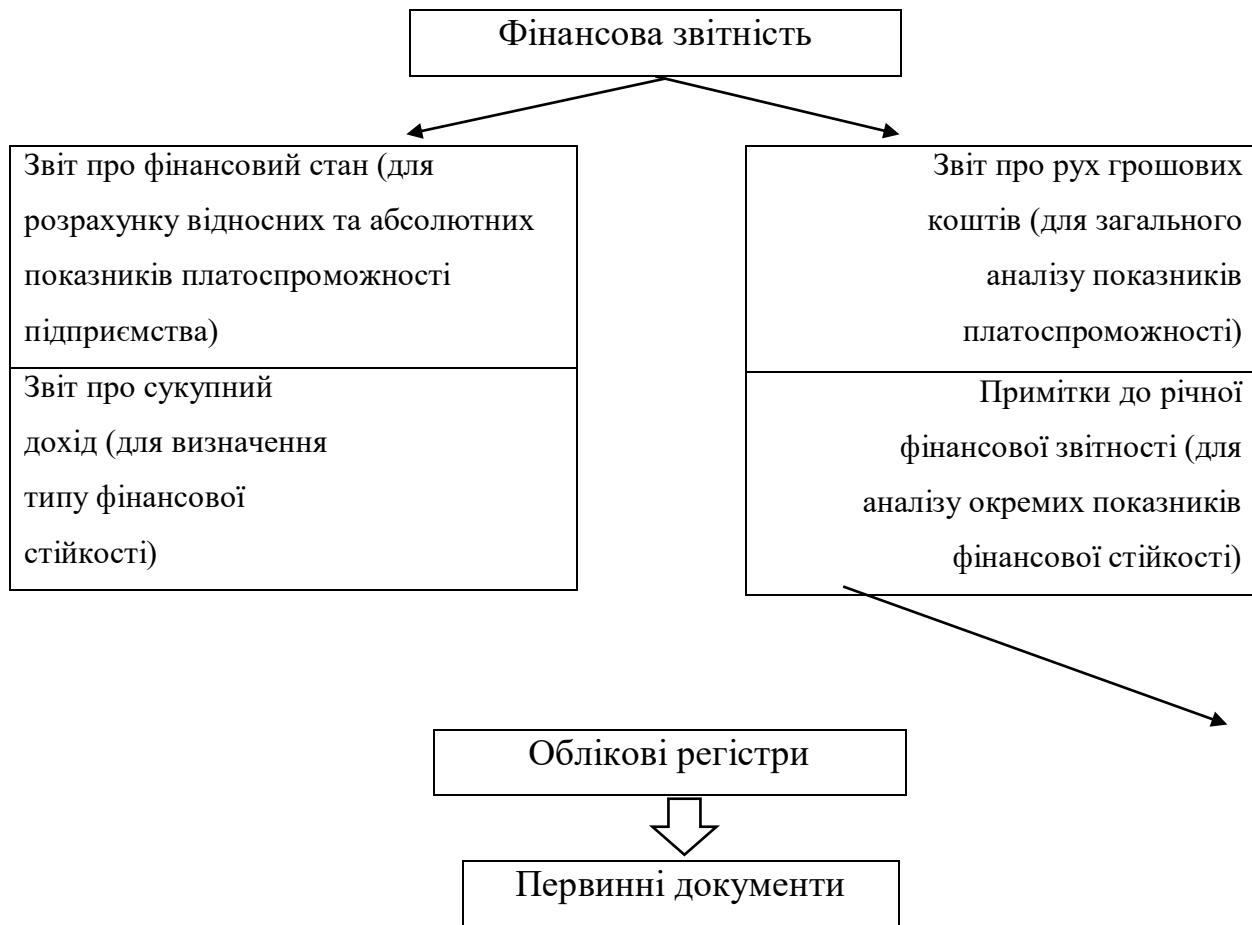 Фінансова звітність
Звіт про фінансовий стан (для
розрахунку відносних та абсолютних
показників платоспроможності
підприємства)
Звіт про сукупний
дохід (для визначення
типу фінансової
стійкості)
Звіт про рух грошових
коштів (для загального
аналізу показників
платоспроможності)
Примітки до річної
фінансової звітності (для
аналізу окремих показників
фінансової стійкості)
Облікові регістри
Первинні документи